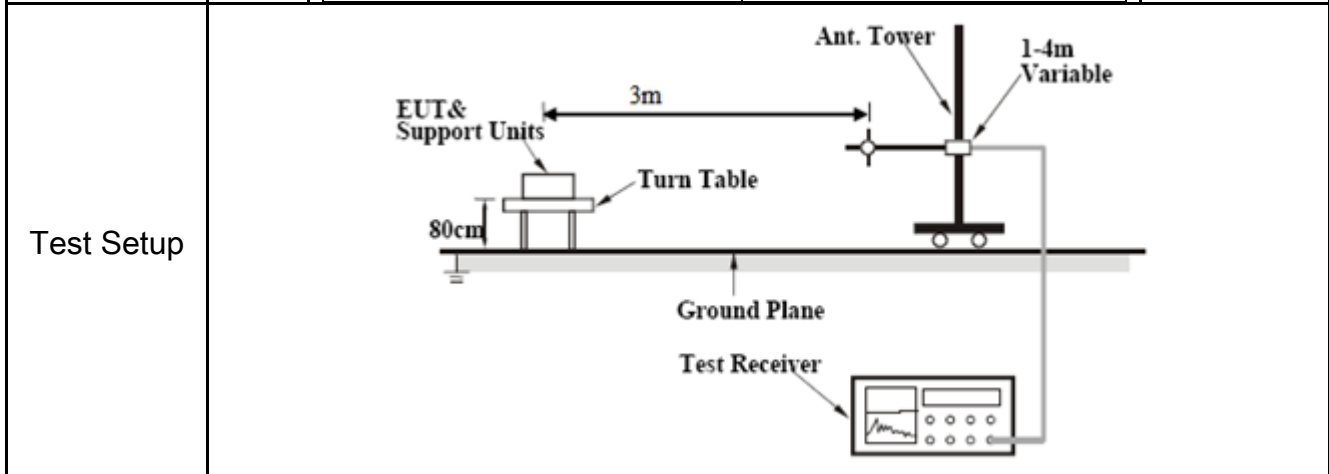 Test Setup
Ant. Tower
1-4m
Variable
3m
EUT&
Support Units
Turn Table
80cm
Ground Plane
Test Receiver